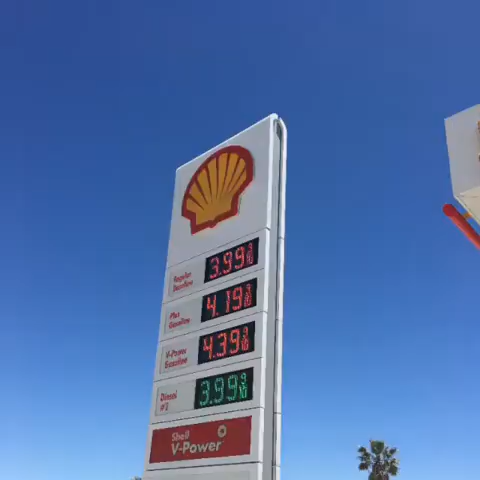 Regular
Gasoline
3.99 9/10
Plus
Gasoline
4.19 9/10
V-Power
Gasoline
4.39 9/10
Diesel
#2
3.99 9/10
Shell
V-Power